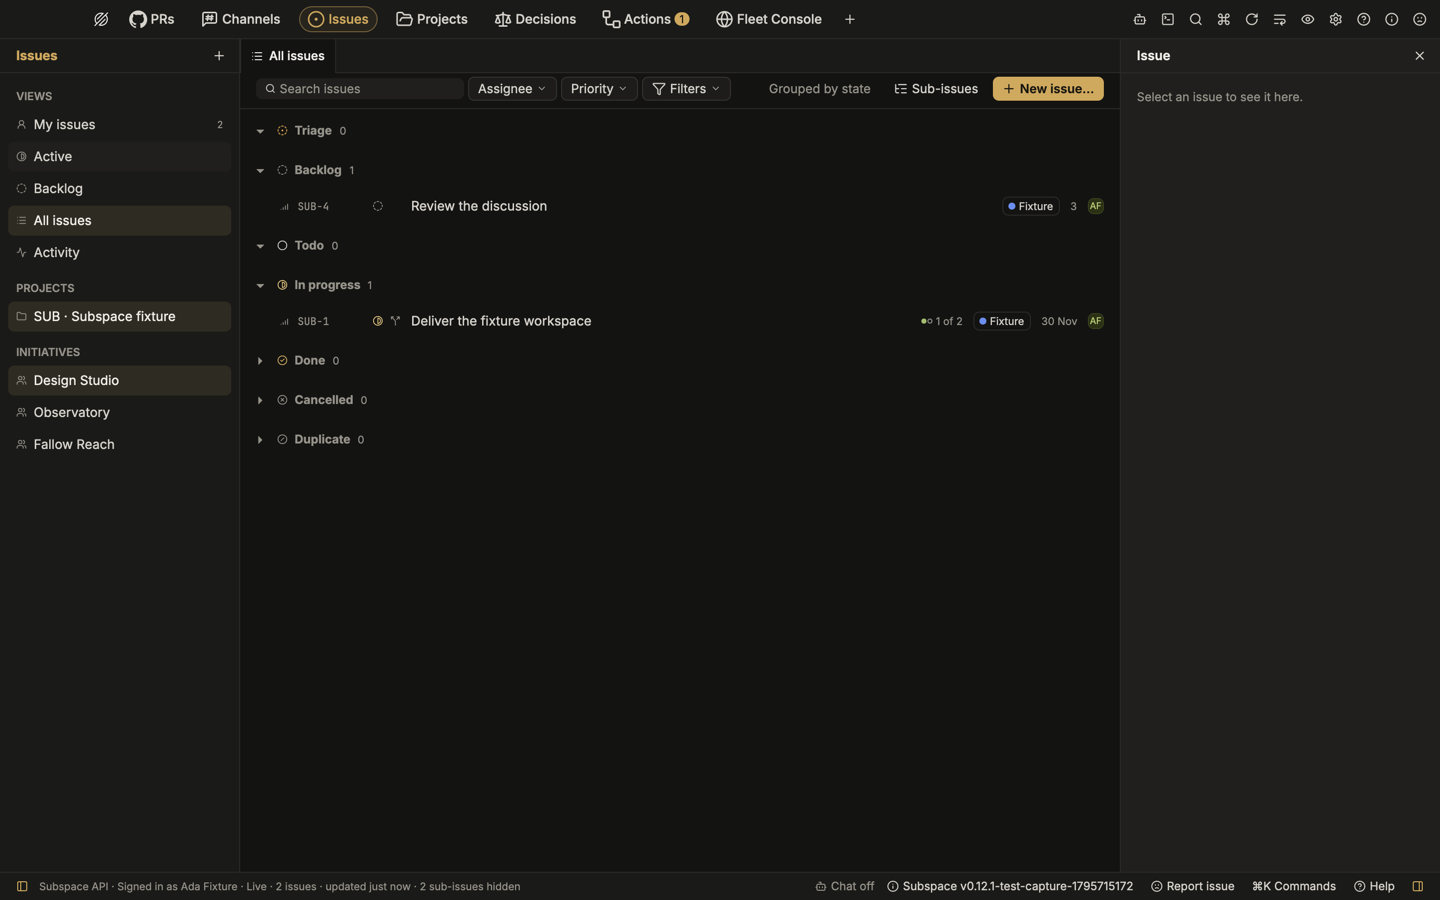 PRs Channels Issues Projects Decisions Actions 1 Fleet Console
Issues
All issues
Issue
Search issues Assignee Priority Filters Grouped by state Sub-issues New issue...
Select an issue to see it here.
VIEWS
My issues 2
Active
Backlog
All issues
Activity
PROJECTS
SUB · Subspace fixture
INITIATIVES
Design Studio
Observatory
Fallow Reach
Triage 0
Backlog 1
SUB-4 Review the discussion Fixture 3 AF
Todo 0
In progress 1
SUB-1 Deliver the fixture workspace 1 of 2 Fixture 30 Nov AF
Done 0
Cancelled 0
Duplicate 0
Subspace API · Signed in as Ada Fixture · Live · 2 issues · updated just now · 2 sub-issues hidden Chat off Subspace v0.12.1-test-capture-1795715172 Report issue ⌘K Commands Help